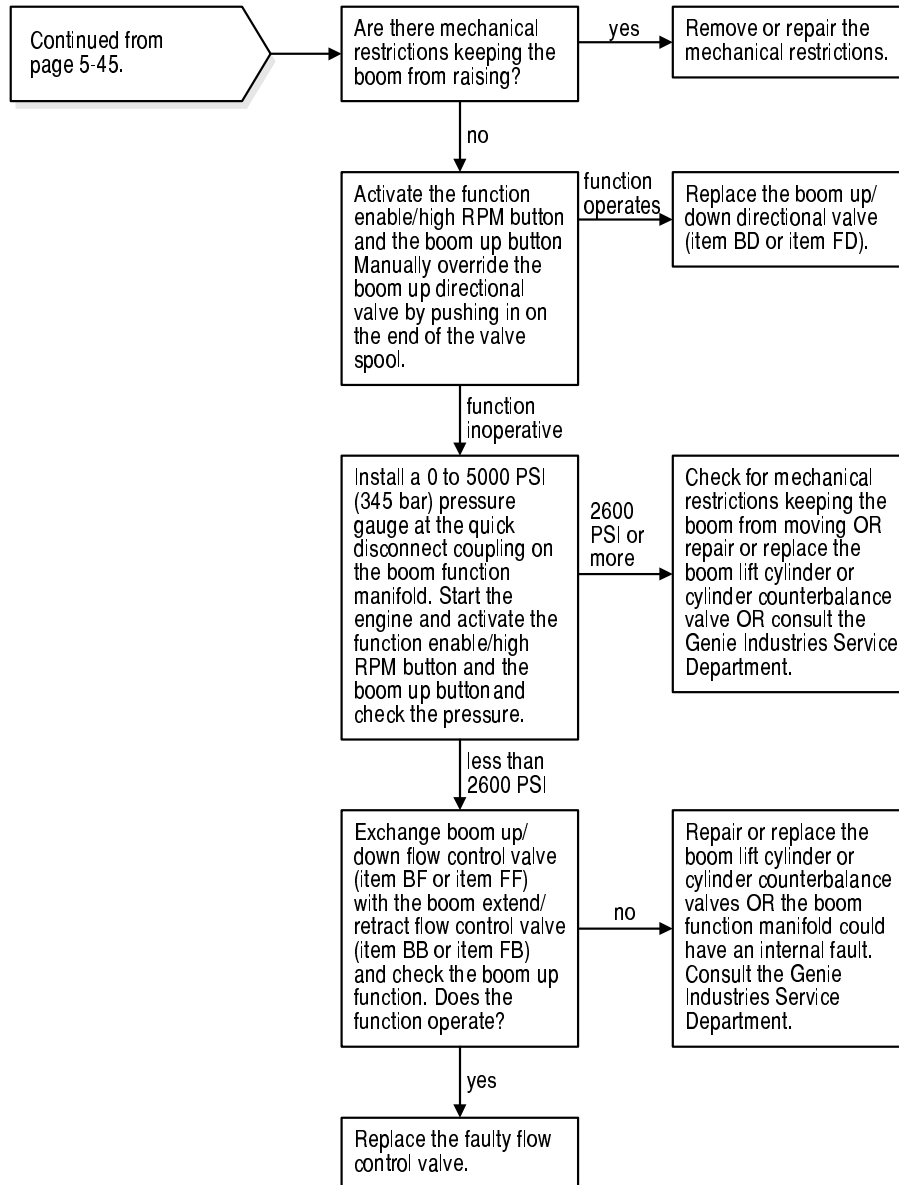 Continued from
page 5-45.
Are there mechanical
restrictions keeping the
boom from raising?
yes
Remove or repair the
mechanical restrictions.
no
Activate the function
enable/high RPM button
and the boom up button
Manually override the
boom up directional
valve by pushing in on
the end of the valve
spool.
function
operates
Replace the boom up/
down directional valve
(item BD or item FD).
function
inoperative
Install a 0 to 5000 PSI
(345 bar) pressure
gauge at the quick
disconnect coupling on
the boom function
manifold. Start the
engine and activate the
function enable/high
RPM button and the
boom up button and
check the pressure.
2600
PSI or
more
Check for mechanical
restrictions keeping the
boom from moving OR
repair or replace the
boom lift cylinder or
cylinder counterbalance
valve OR consult the
Genie Industries Service
Department.
less than
2600 PSI
Exchange boom up/
down flow control valve
(item BF or item FF)
with the boom extend/
retract flow control valve
(item BB or item FB)
and check the boom up
function. Does the
function operate?
no
Repair or replace the
boom lift cylinder or
cylinder counterbalance
valves OR the boom
function manifold could
have an internal fault.
Consult the Genie
Industries Service
Department.
yes
Replace the faulty flow
control valve.